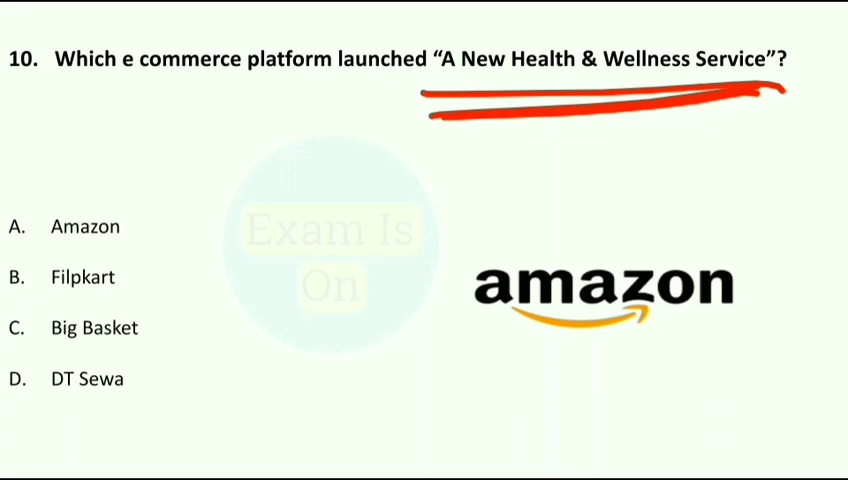 10. Which e commerce platform launched “A New Health & Wellness Service”?
Exam Is
On
A. Amazon
B. Filpkart
C. Big Basket
D. DT Sewa
amazon